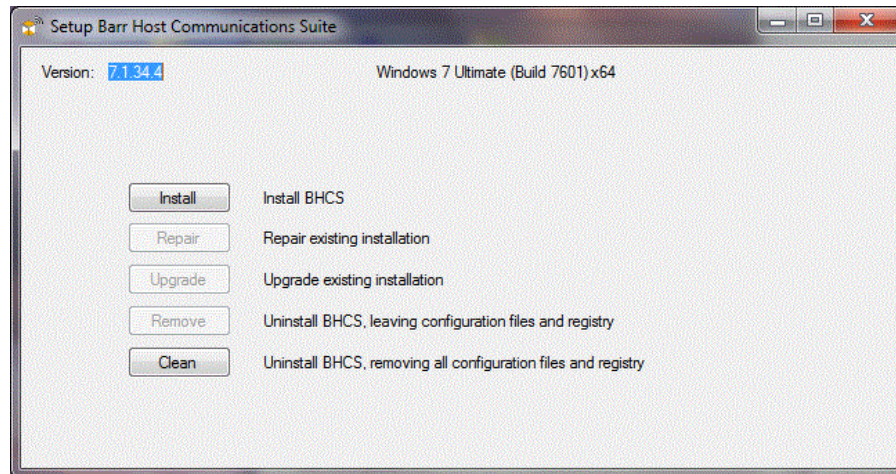 Setup Barr Host Communications Suite
Version: 7.1.34.4 Windows 7 Ultimate (Build 7601) x64
Install Install BHCS
Repair Repair existing installation
Upgrade Upgrade existing installation
Remove Uninstall BHCS, leaving configuration files and registry
Clean Uninstall BHCS, removing all configuration files and registry